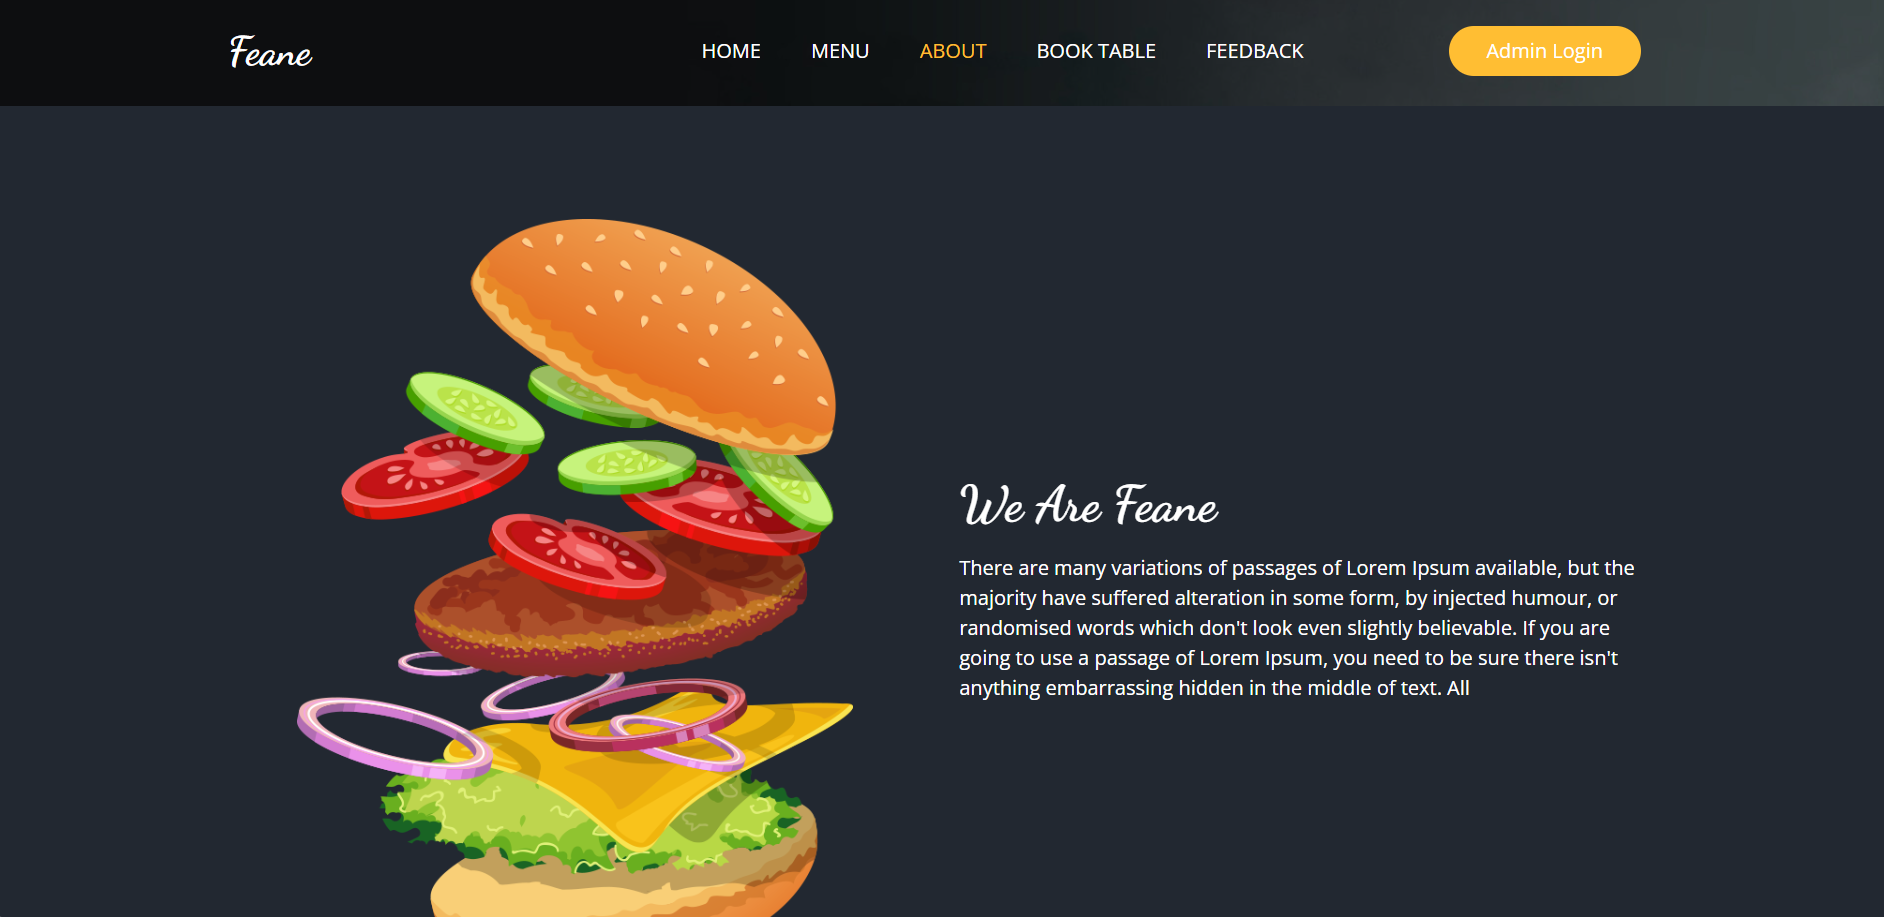 Feane
HOME MENU ABOUT BOOK TABLE FEEDBACK
Admin Login
We Are Feane
There are many variations of passages of Lorem Ipsum available, but the
majority have suffered alteration in some form, by injected humour, or
randomised words which don't look even slightly believable. If you are
going to use a passage of Lorem Ipsum, you need to be sure there isn't
anything embarrassing hidden in the middle of text. All